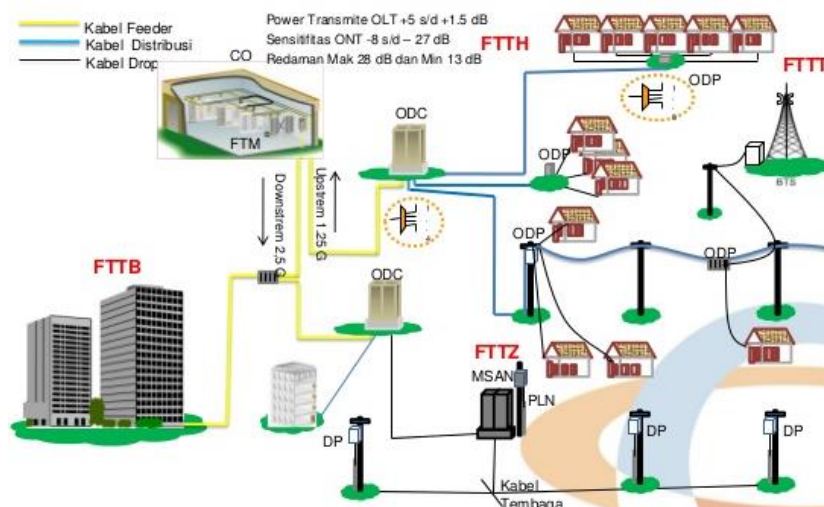 Kabel Feeder
Kabel Distribusi
Kabel Drop
Power Transmite OLT +5 s/d +1.5 dB
Sensitifitas ONT -8 s/d – 27 dB
Redaman Mak 28 dB dan Min 13 dB
CO
FTM
FTTH
ODP
FTTT
BTS
ODC
ODP
Downstrem 2,5 G
Upstrem 1.25 G
ODP
ODP
FTTB
ODC
FTTZ
MSAN
PLN
DP
DP
DP
Kabel
Tembaga